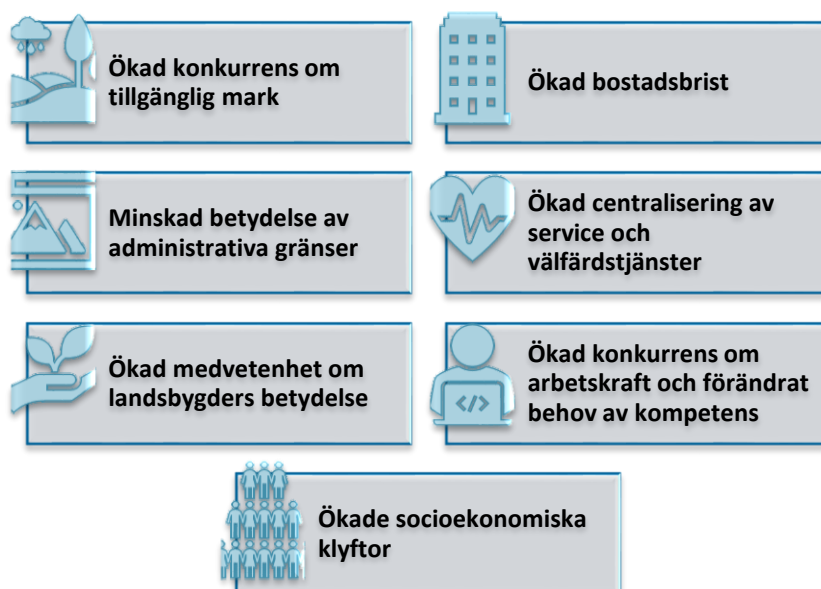 Ökad konkurrens om
tillgänglig mark
Ökad bostadsbrist
Minskad betydelse av
administrativa gränser
Ökad centralisering av
service och
välfärdstjänster
Ökad medvetenhet om
landsbygders betydelse
Ökad konkurrens om
arbetskraft och förändrat
behov av kompetens
</>
Ökade socioekonomiska
klyftor